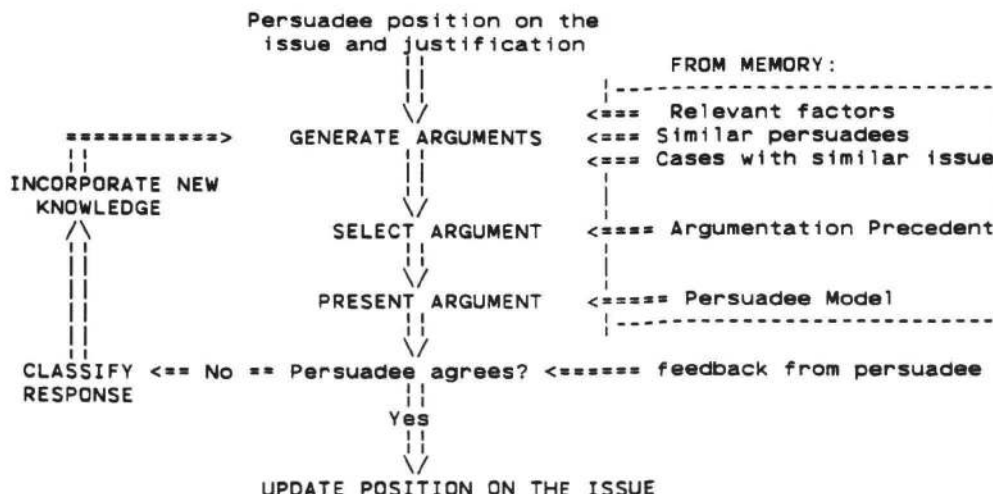 Persuadee position on the
issue and justification
FROM MEMORY:
<=== Relevant factors
===========> GENERATE ARGUMENTS <=== Similar persuadees
<=== Cases with similar issue
INCORPORATE NEW
KNOWLEDGE
SELECT ARGUMENT <==== Argumentation Precedent
PRESENT ARGUMENT <===== Persuadee Model
CLASSIFY <== No == Persuadee agrees? <====== feedback from persuadee
RESPONSE
Yes
UPDATE POSITION ON THE ISSUE